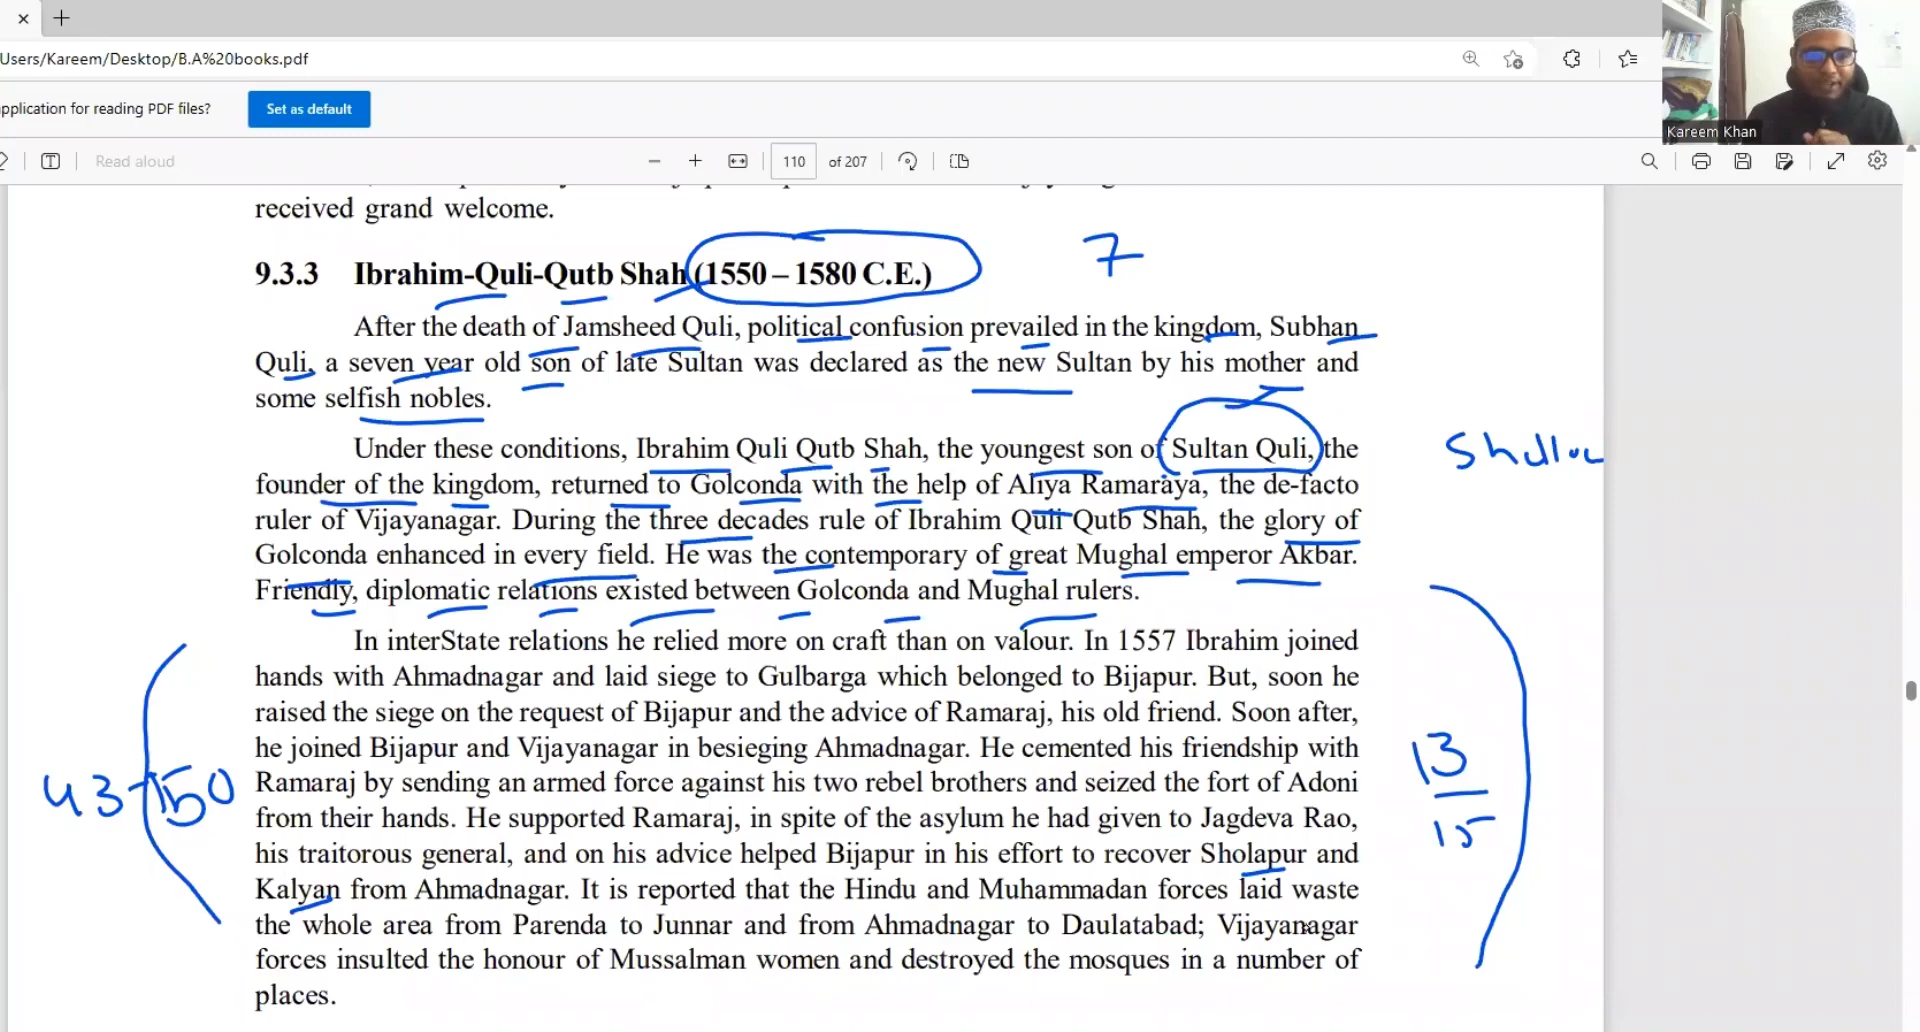 Users/Kareem/Desktop/B.A%20books.pdf
pplication for reading PDF files? Set as default
Read aloud 110 of 207
Kareem Khan
received grand welcome.
9.3.3 Ibrahim-Quli-Qutb Shah (1550 – 1580 C.E.) 7
After the death of Jamsheed Quli, political confusion prevailed in the kingdom, Subhan
Quli, a seven year old son of late Sultan was declared as the new Sultan by his mother and
some selfish nobles.
Under these conditions, Ibrahim Quli Qutb Shah, the youngest son of Sultan Quli, the
founder of the kingdom, returned to Golconda with the help of Aliya Ramaraya, the de-facto
ruler of Vijayanagar. During the three decades rule of Ibrahim Quli Qutb Shah, the glory of
Golconda enhanced in every field. He was the contemporary of great Mughal emperor Akbar.
Friendly, diplomatic relations existed between Golconda and Mughal rulers.
In interState relations he relied more on craft than on valour. In 1557 Ibrahim joined
hands with Ahmadnagar and laid siege to Gulbarga which belonged to Bijapur. But, soon he
raised the siege on the request of Bijapur and the advice of Ramaraj, his old friend. Soon after,
he joined Bijapur and Vijayanagar in besieging Ahmadnagar. He cemented his friendship with
Ramaraj by sending an armed force against his two rebel brothers and seized the fort of Adoni
from their hands. He supported Ramaraj, in spite of the asylum he had given to Jagdeva Rao,
his traitorous general, and on his advice helped Bijapur in his effort to recover Sholapur and
Kalyan from Ahmadnagar. It is reported that the Hindu and Muhammadan forces laid waste
the whole area from Parenda to Junnar and from Ahmadnagar to Daulatabad; Vijayanagar
forces insulted the honour of Mussalman women and destroyed the mosques in a number of
places.
43-150
13
15